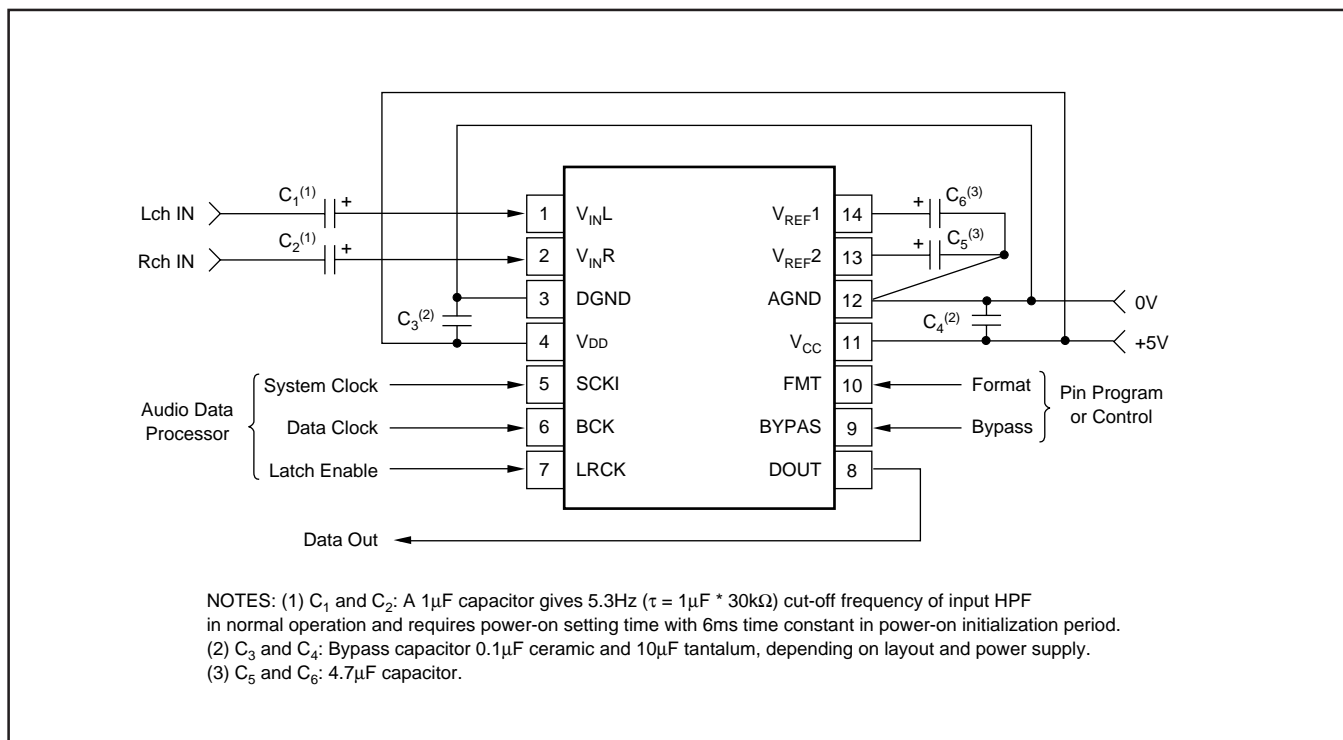 Lch IN
C1(1)
+
Rch IN
C2(1)
+
C3(2)
1 VINL
2 VINR
3 DGND
4 VDD
5 SCKI
6 BCK
7 LRCK
VREF1 14
VREF2 13
AGND 12
VCC 11
FMT 10
BYPAS 9
DOUT 8
+
C6(3)
+
C5(3)
C4(2)
0V
+5V
Audio Data
Processor
System Clock
Data Clock
Latch Enable
Format
Bypass
Pin Program
or Control
Data Out
NOTES: (1) C1 and C2: A 1µF capacitor gives 5.3Hz (τ = 1µF * 30kΩ) cut-off frequency of input HPF
in normal operation and requires power-on setting time with 6ms time constant in power-on initialization period.
(2) C3 and C4: Bypass capacitor 0.1µF ceramic and 10µF tantalum, depending on layout and power supply.
(3) C5 and C6: 4.7µF capacitor.